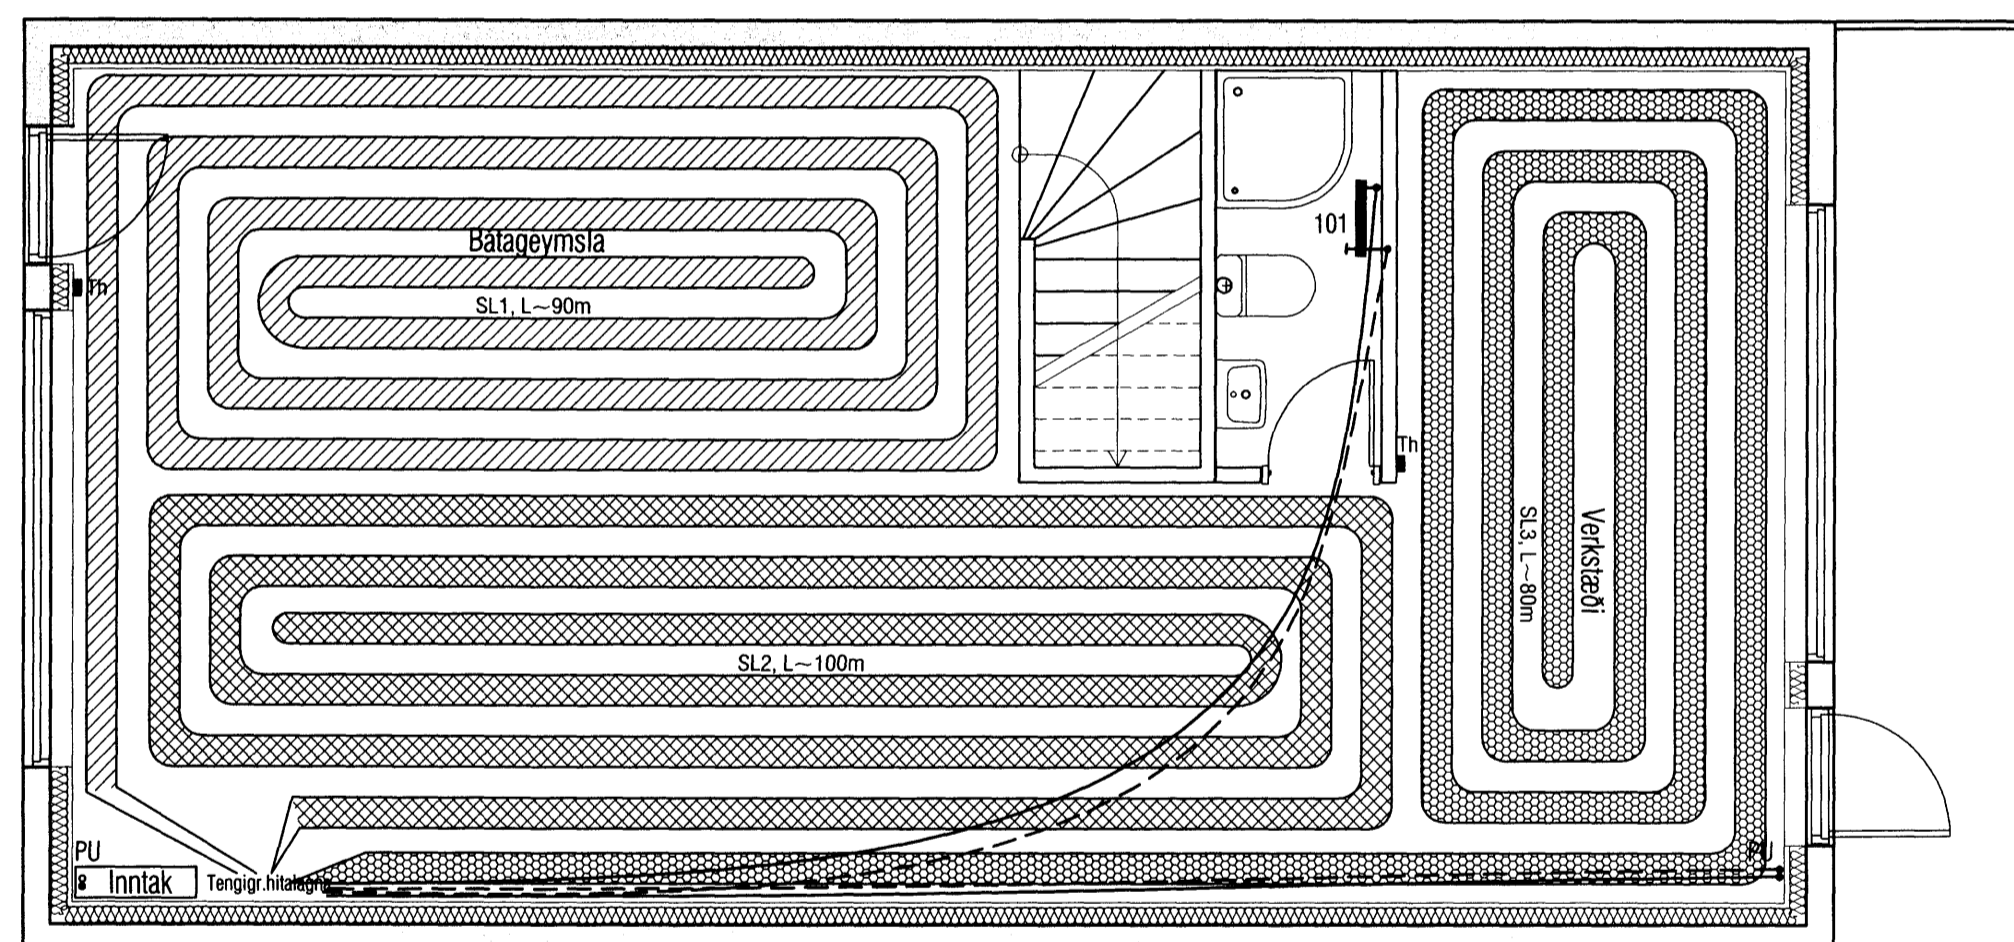 Bátageymsla
SL1, L~90m
Th
101
Th
Verkstæði
SL3, L~80m
SL2, L~100m
PU
Inntak
Tengigr.hitalagna
PU